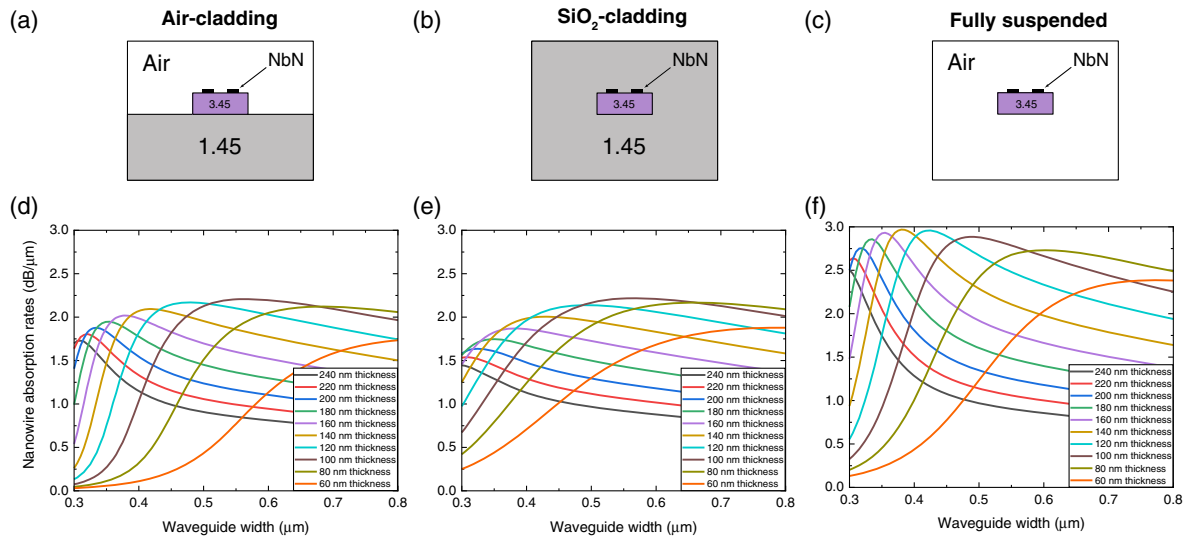 (a)
Air-cladding
Air
NbN
3.45
1.45
(b)
SiO₂-cladding
NbN
3.45
1.45
(c)
Fully suspended
Air
NbN
3.45
(d)
Nanowire absorption rates (dB/μm)
3.0
2.5
2.0
1.5
1.0
0.5
0.0
240 nm thickness
220 nm thickness
200 nm thickness
180 nm thickness
160 nm thickness
140 nm thickness
120 nm thickness
100 nm thickness
80 nm thickness
60 nm thickness
0.3 0.4 0.5 0.6 0.7 0.8
Waveguide width (μm)
(e)
3.0
2.5
2.0
1.5
1.0
0.5
0.0
240 nm thickness
220 nm thickness
200 nm thickness
180 nm thickness
160 nm thickness
140 nm thickness
120 nm thickness
100 nm thickness
80 nm thickness
60 nm thickness
0.3 0.4 0.5 0.6 0.7 0.8
Waveguide width (μm)
(f)
3.0
2.5
2.0
1.5
1.0
0.5
0.0
240 nm thickness
220 nm thickness
200 nm thickness
180 nm thickness
160 nm thickness
140 nm thickness
120 nm thickness
100 nm thickness
80 nm thickness
60 nm thickness
0.3 0.4 0.5 0.6 0.7 0.8
Waveguide width (μm)